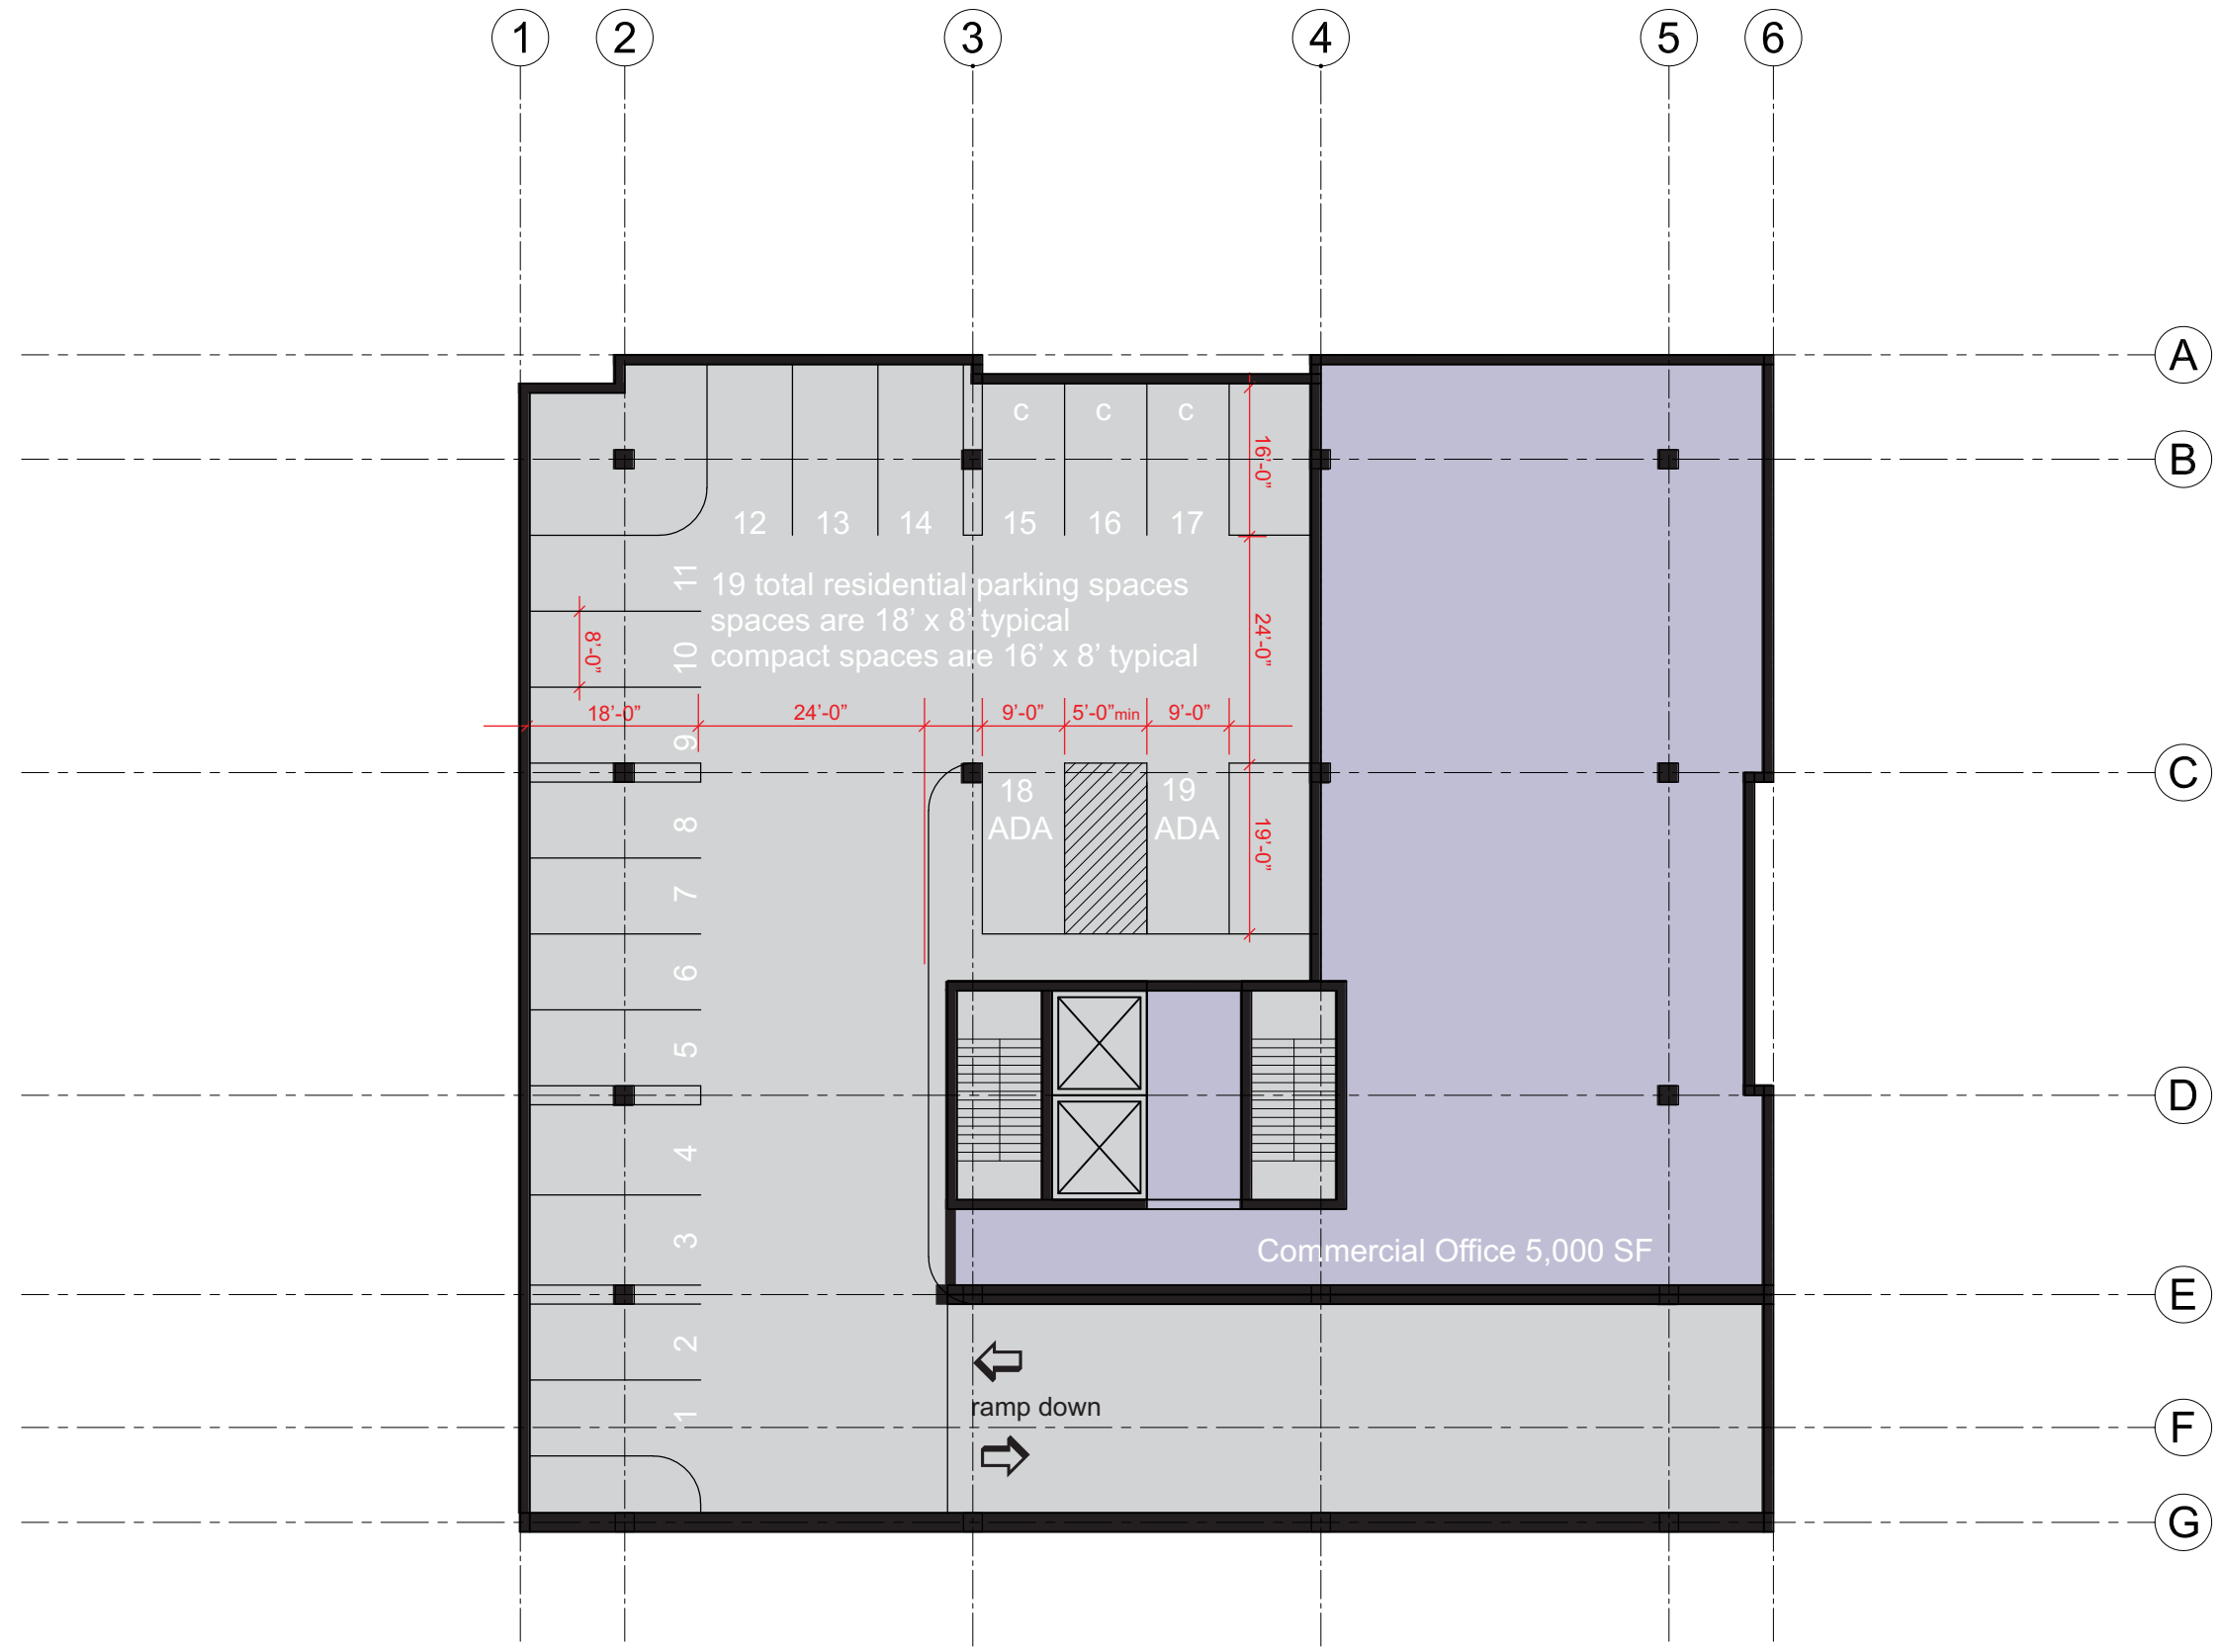 1 2 3 4 5 6
A
B
C
D
E
F
G
c c c
16’-0”
12 13 14 15 16 17
11
19 total residential parking spaces
spaces are 18’ x 8’ typical
compact spaces are 16’ x 8’ typical
24’-0”
8’-0”
10
18’-0” 24’-0” 9’-0” 5’-0”min 9’-0”
9
18
ADA
19
ADA
19’-0”
8
7
6
5
4
3
Commercial Office 5,000 SF
2
ramp down
1